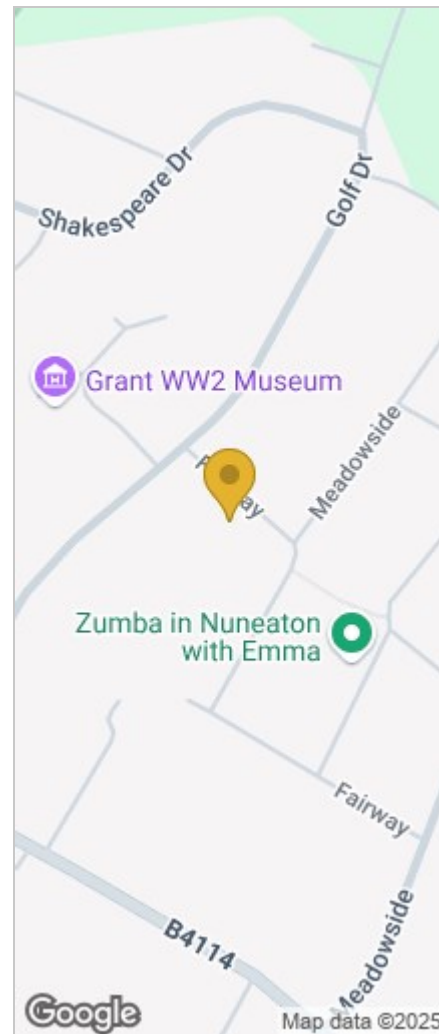 Shakespeare Dr
Golf Dr
Grant WW2 Museum
Meadowside
Zumba in Nuneaton
with Emma
Fairway
B4114
Meadowside
Google
Map data ©2025